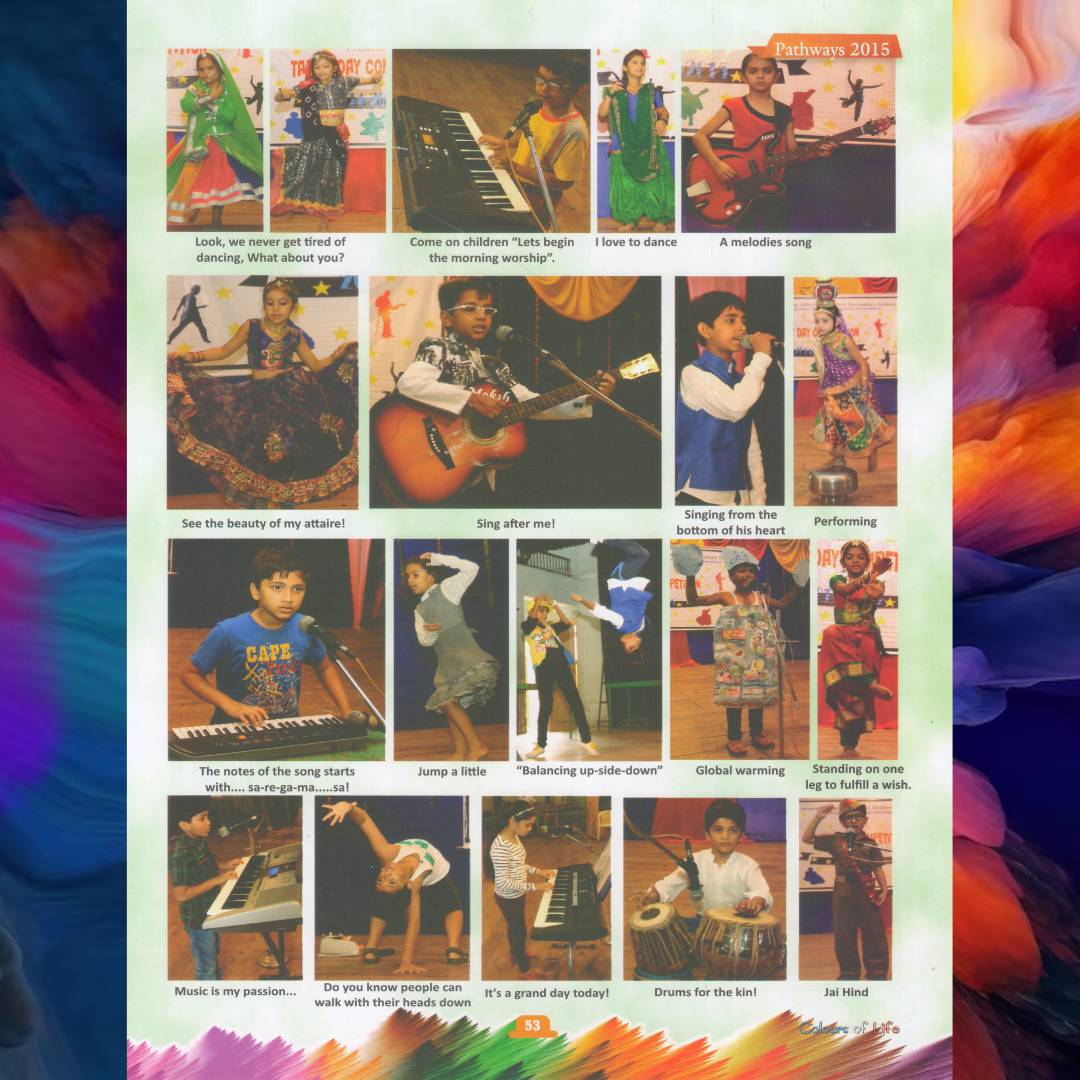 Pathways 2015
Look, we never get tired of
dancing, What about you?
Come on children “Lets begin
the morning worship”.
I love to dance
A melodies song
See the beauty of my attaire!
Sing after me!
Moksh
Singing from the
bottom of his heart
Performing
CAPE
The notes of the song starts
with.... sa-re-ga-ma.....sa!
Jump a little
“Balancing up-side-down”
Global warming
Standing on one
leg to fulfill a wish.
Music is my passion...
Do you know people can
walk with their heads down
It's a grand day today!
Drums for the kin!
Jai Hind
53
Colours of Life